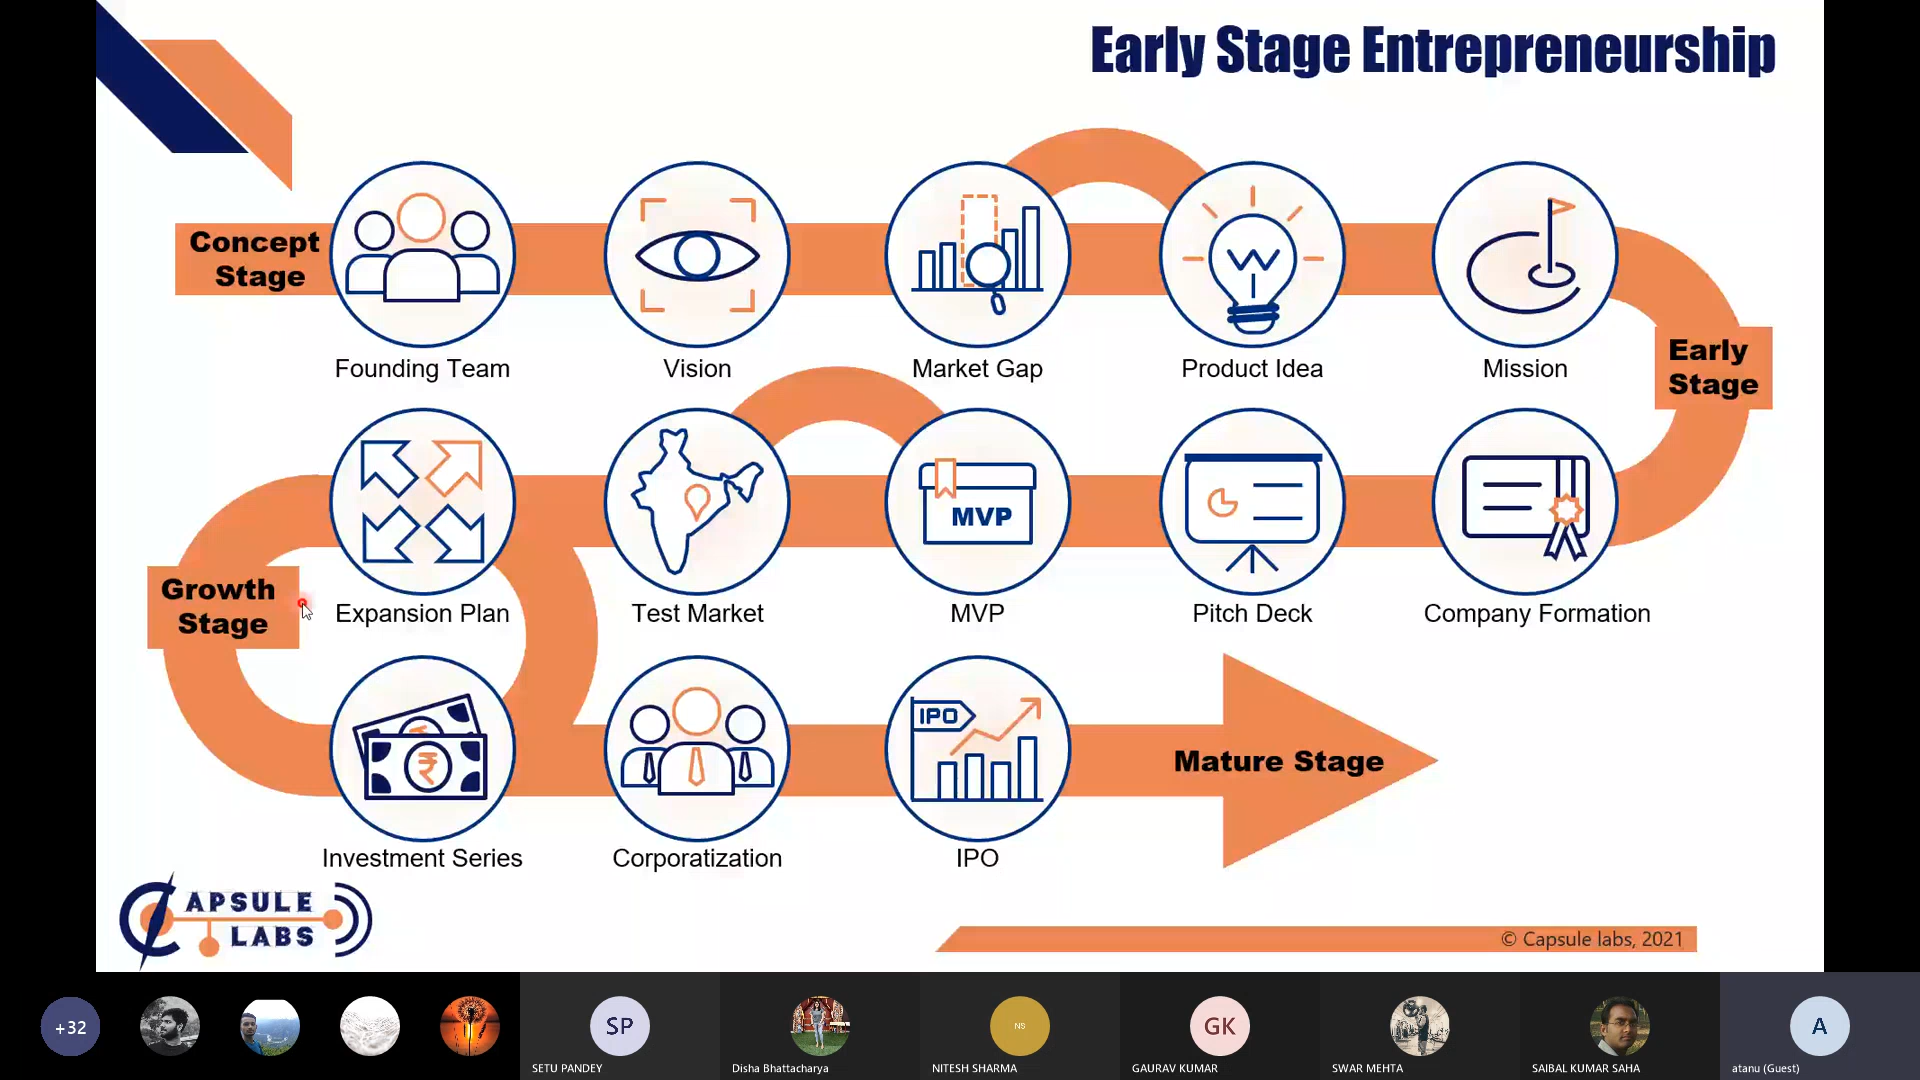 Early Stage Entrepreneurship
Concept
Stage
Founding Team
Vision
Market Gap
Product Idea
Mission
Early
Stage
Company Formation
Pitch Deck
MVP
MVP
Test Market
Expansion Plan
Growth
Stage
₹
Investment Series
Corporatization
IPO
IPO
Mature Stage
CAPSULE
LABS
© Capsule labs, 2021
+32
SP
SETU PANDEY
Disha Bhattacharya
NS
NITESH SHARMA
GK
GAURAV KUMAR
SWAR MEHTA
SAIBAL KUMAR SAHA
A
atanu (Guest)